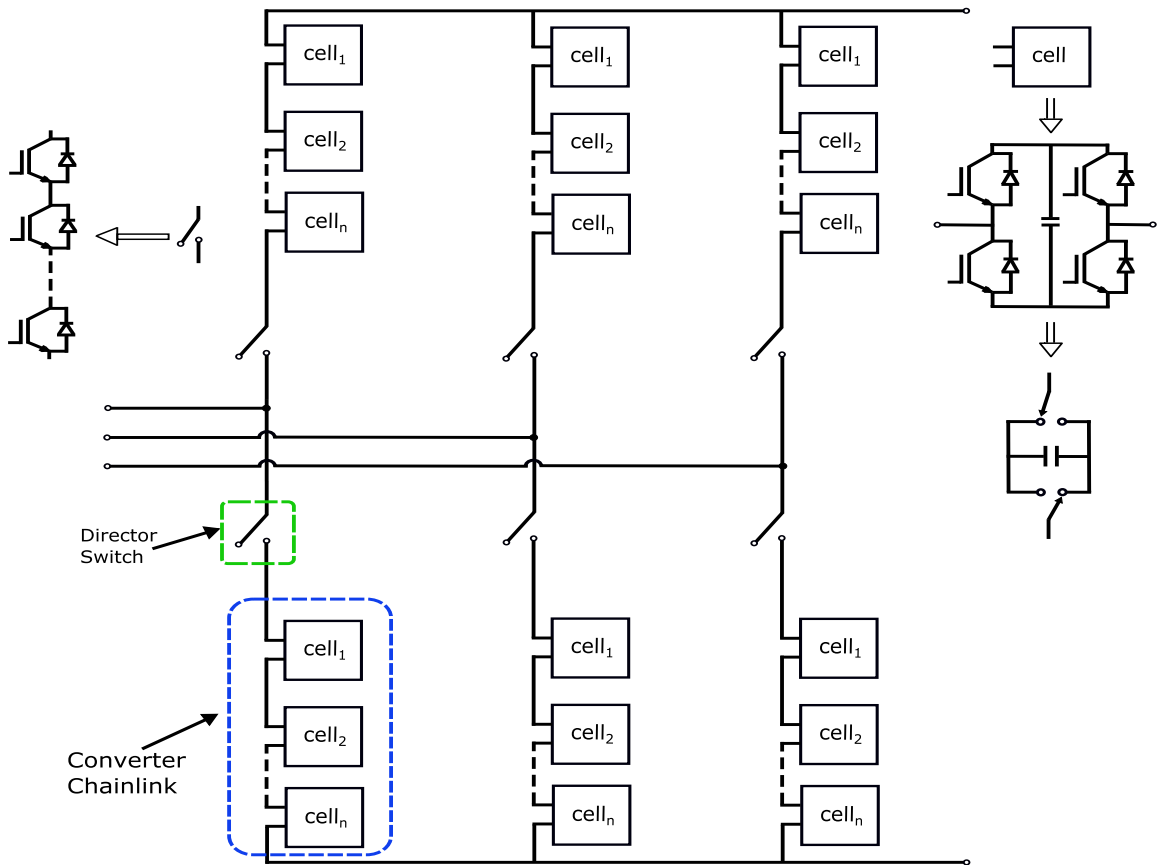 cell₁
cell₁
cell₁
cell
cell₂
cell₂
cell₂
cellₙ
cellₙ
cellₙ
Director
Switch
cell₁
cell₁
cell₁
cell₂
cell₂
cell₂
Converter
Chainlink
cellₙ
cellₙ
cellₙ